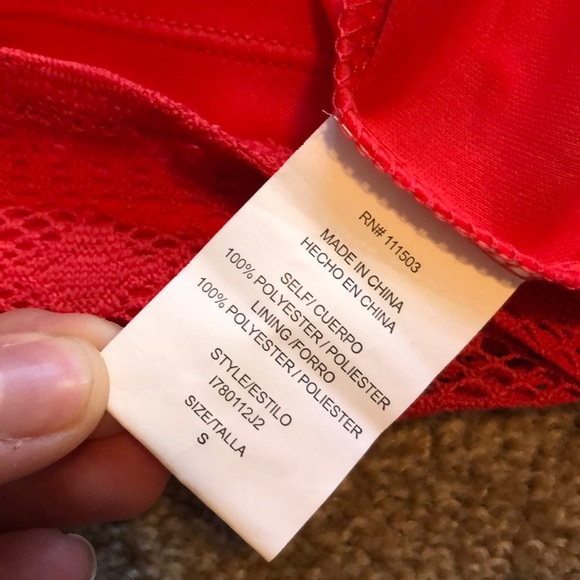 RN# 111503
MADE IN CHINA
HECHO EN CHINA
SELF/ CUERPO
100% POLYESTER / POLIESTER
LINING /FORRO
100% POLYESTER / POLIESTER
STYLE/ESTILO
I780112J2
SIZE/TALLA
S